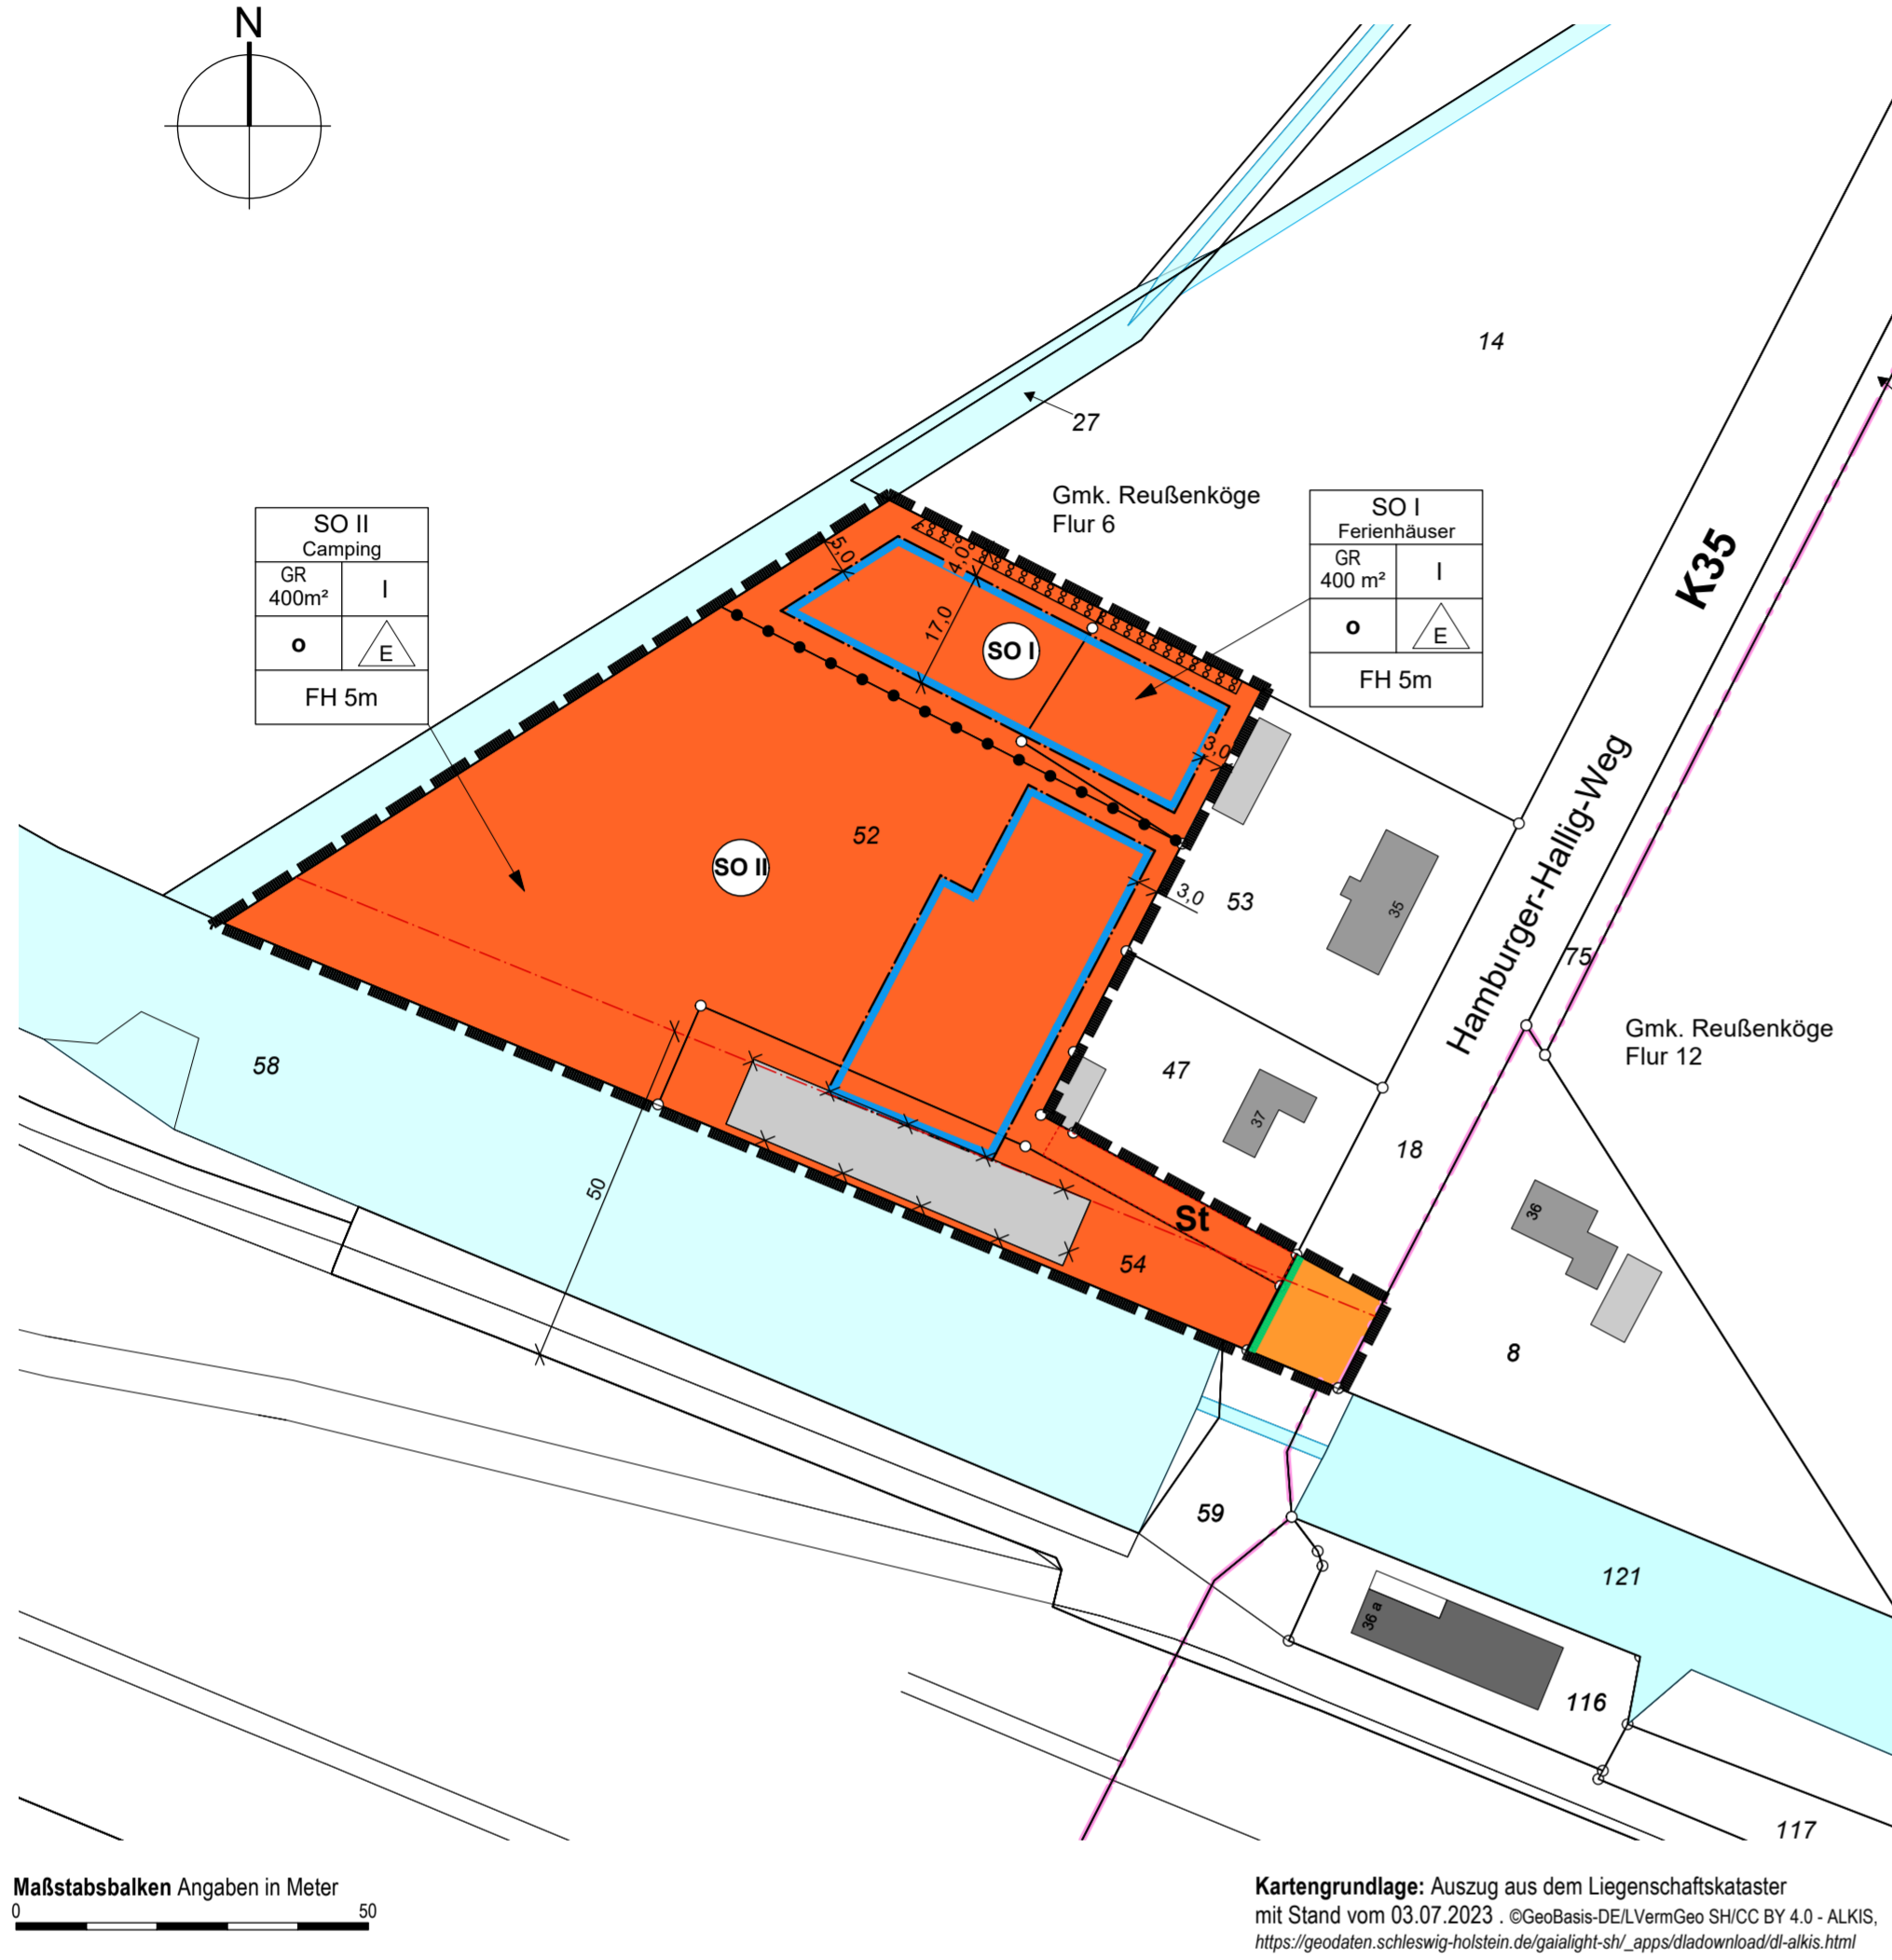 N
14
27
Gmk. Reußenköge
Flur 6
SO II
Camping
GR
400m²
I
o
E
FH 5m
SO I
Ferienhäuser
GR
400 m²
I
o
E
FH 5m
K35
5,0
4,0
17,0
SO I
3,0
52
SO II
3,0
53
35
Hamburger-Hallig-Weg
75
Gmk. Reußenköge
Flur 12
58
47
37
18
50
St
36
54
8
59
121
36 a
116
117
Maßstabsbalken Angaben in Meter
0 50
Kartengrundlage: Auszug aus dem Liegenschaftskataster
mit Stand vom 03.07.2023 . ©GeoBasis-DE/LVermGeo SH/CC BY 4.0 - ALKIS,
https://geodaten.schleswig-holstein.de/gaialight-sh/_apps/dladownload/dl-alkis.html